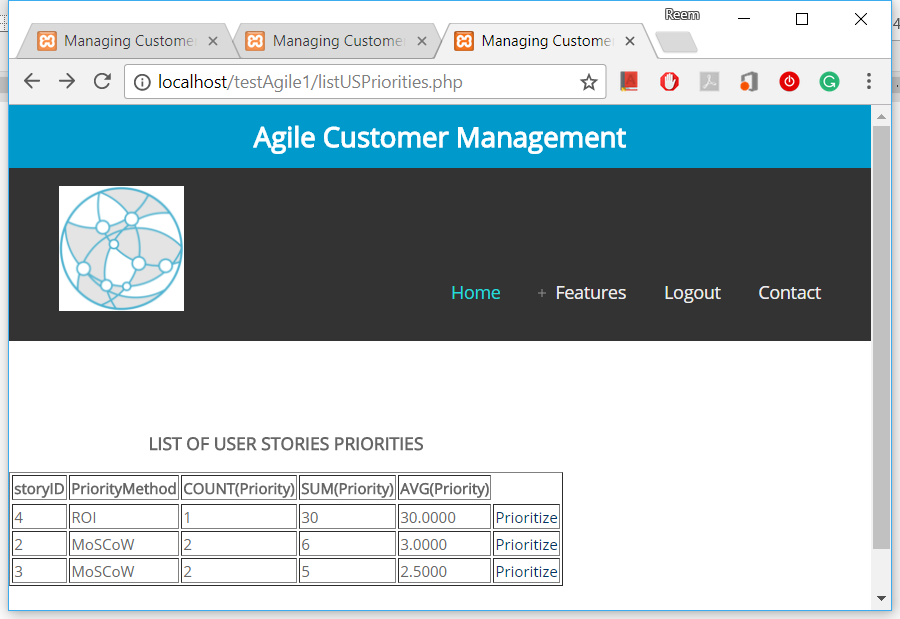 Reem
Managing Custome Managing Custome Managing Custome
localhost/testAgile1/listUSPriorities.php
Agile Customer Management
Home + Features Logout Contact
LIST OF USER STORIES PRIORITIES
storyID PriorityMethod COUNT(Priority) SUM(Priority) AVG(Priority)
4 ROI 1 30 30.0000 Prioritize
2 MoSCoW 2 6 3.0000 Prioritize
3 MoSCoW 2 5 2.5000 Prioritize